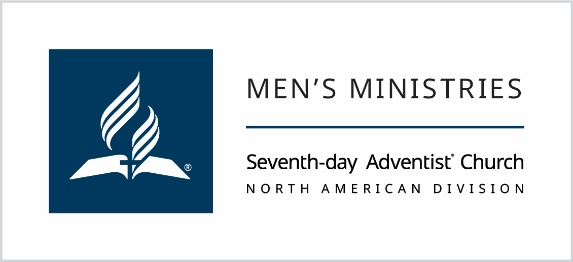 MEN’S MINISTRIES
Seventh-day Adventist® Church
NORTH AMERICAN DIVISION
®